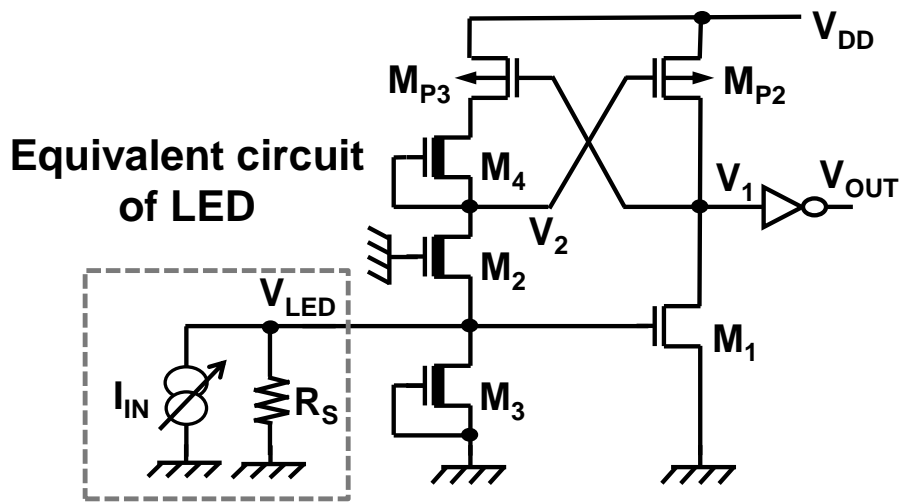 V_DD
M_P3
M_P2
Equivalent circuit
of LED
M_4
V_1
V_OUT
V_2
M_2
V_LED
M_1
I_IN
R_S
M_3